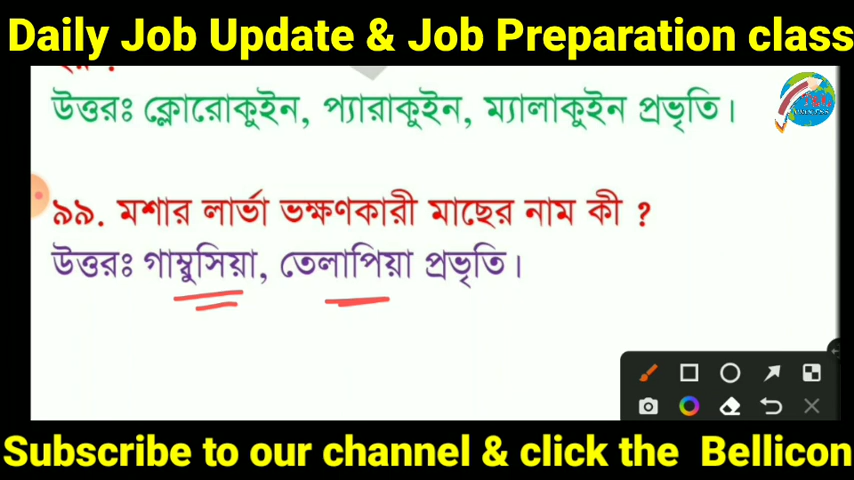 Daily Job Update & Job Preparation class
উত্তরঃ ক্লোরোকুইন, প্যারাকুইন, ম্যালাকুইন প্রভৃতি।
৯৯. মশার লার্ভা ভক্ষণকারী মাছের নাম কী ?
উত্তরঃ গাম্বুসিয়া, তেলাপিয়া প্রভৃতি।
Subscribe to our channel & click the Bellicon